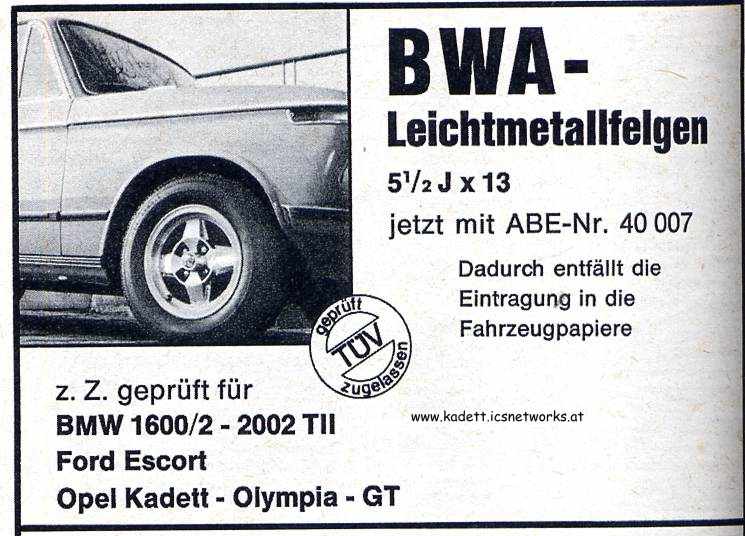 BWA-
Leichtmetallfelgen
5¹/₂ J x 13
jetzt mit ABE-Nr. 40 007
Dadurch entfällt die
Eintragung in die
Fahrzeugpapiere
geprüft
TÜV
zugelassen
z. Z. geprüft für
BMW 1600/2 - 2002 TII
Ford Escort
Opel Kadett - Olympia - GT
www.kadett.icsnetworks.at